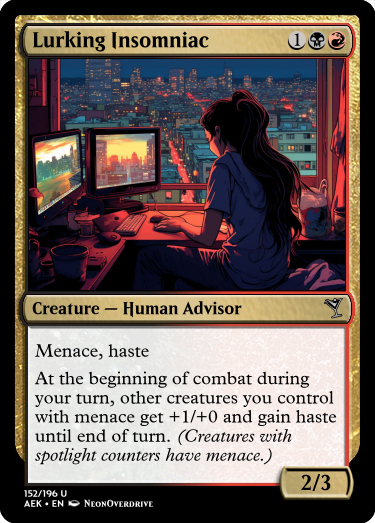 Lurking Insomniac 1
Creature — Human Advisor
Menace, haste
At the beginning of combat during
your turn, other creatures you control
with menace get +1/+0 and gain haste
until end of turn. (Creatures with
spotlight counters have menace.)
2/3
152/196 U
AEK • EN NeonOverdrive